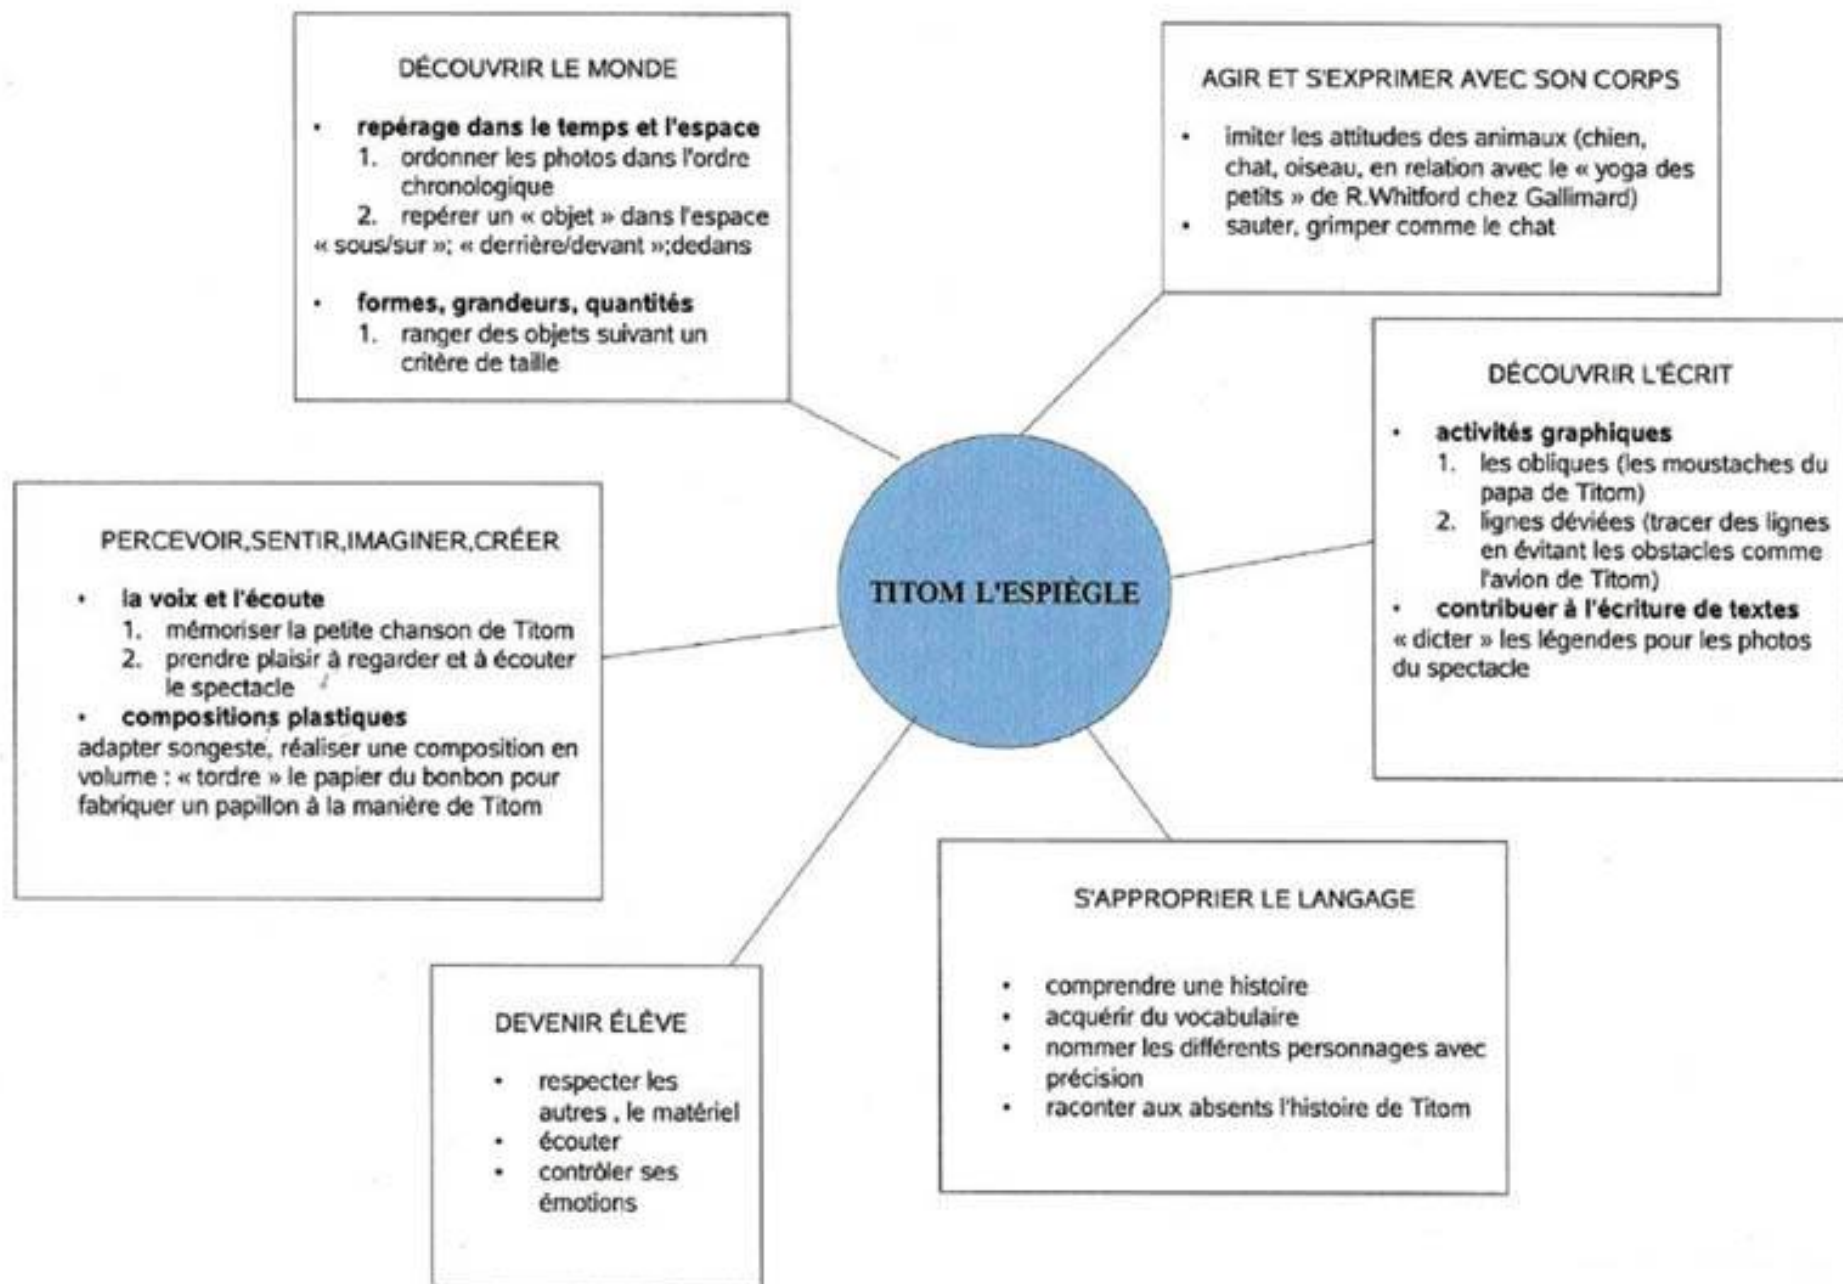 DÉCOUVRIR LE MONDE
• repérage dans le temps et l'espace
1. ordonner les photos dans l'ordre
chronologique
2. repérer un « objet » dans l'espace
« sous/sur »; « derrière/devant »;dedans
• formes, grandeurs, quantités
1. ranger des objets suivant un
critère de taille
AGIR ET S'EXPRIMER AVEC SON CORPS
• imiter les attitudes des animaux (chien,
chat, oiseau, en relation avec le « yoga des
petits » de R.Whitford chez Gallimard)
• sauter, grimper comme le chat
DÉCOUVRIR L'ÉCRIT
• activités graphiques
1. les obliques (les moustaches du
papa de Titom)
2. lignes déviées (tracer des lignes
en évitant les obstacles comme
l'avion de Titom)
• contribuer à l'écriture de textes
« dicter » les légendes pour les photos
du spectacle
PERCEVOIR,SENTIR,IMAGINER,CRÉER
• la voix et l'écoute
1. mémoriser la petite chanson de Titom
2. prendre plaisir à regarder et à écouter
le spectacle
• compositions plastiques
adapter songeste, réaliser une composition en
volume : « tordre » le papier du bonbon pour
fabriquer un papillon à la manière de Titom
TITOM L'ESPIÈGLE
S'APPROPRIER LE LANGAGE
• comprendre une histoire
• acquérir du vocabulaire
• nommer les différents personnages avec
précision
• raconter aux absents l'histoire de Titom
DEVENIR ÉLÈVE
• respecter les
autres , le matériel
• écouter
• contrôler ses
émotions